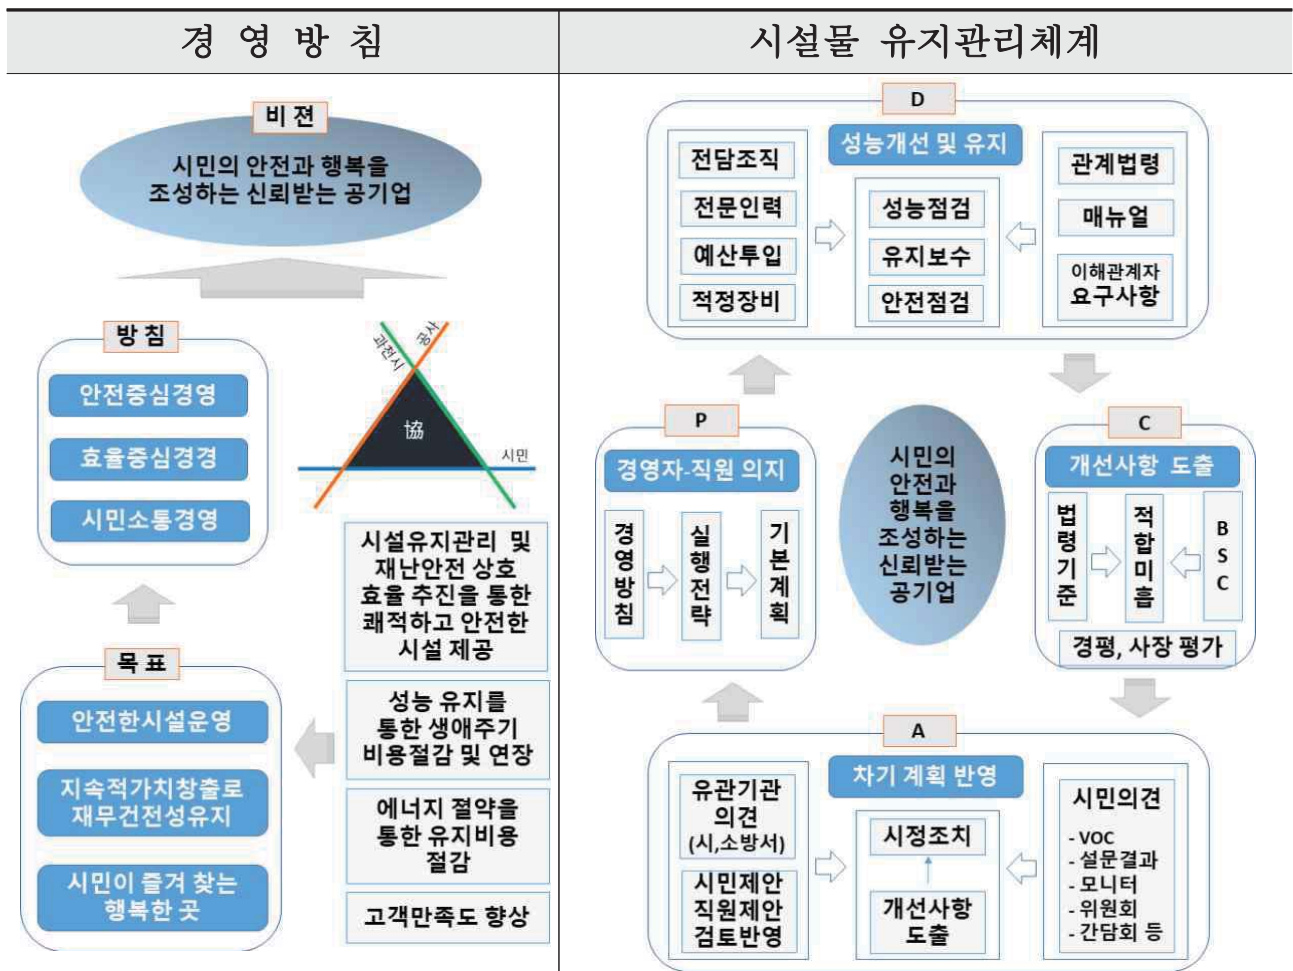 경 영 방 침
비 젼
시민의 안전과 행복을
조성하는 신뢰받는 공기업
방 침
안전중심경영
효율중심경경
시민소통경영
과천시
공사
協
시민
목 표
안전한시설운영
지속적가치창출로
재무건전성유지
시민이 즐겨 찾는
행복한 곳
시설유지관리 및
재난안전 상호
효율 추진을 통한
쾌적하고 안전한
시설 제공
성능 유지를
통한 생애주기
비용절감 및 연장
에너지 절약을
통한 유지비용
절감
고객만족도 향상
시설물 유지관리체계
D
성능개선 및 유지
전담조직
전문인력
예산투입
적정장비
성능점검
유지보수
안전점검
관계법령
매뉴얼
이해관계자
요구사항
P
경영자-직원 의지
경영방침
실행전략
기본계획
시민의
안전과
행복을
조성하는
신뢰받는
공기업
C
개선사항 도출
법령기준
적합미흡
BSC
경평, 사장 평가
A
차기 계획 반영
유관기관
의견
(시,소방서)
시민제안
직원제안
검토반영
시정조치
개선사항
도출
시민의견
- VOC
- 설문결과
- 모니터
- 위원회
- 간담회 등